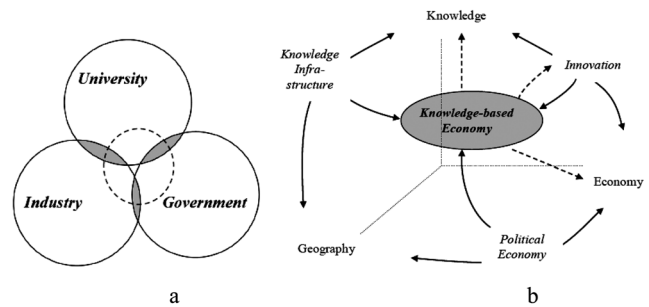 University
Industry
Government
a
Knowledge
Knowledge
Infra-
structure
Innovation
Knowledge-based
Economy
Economy
Geography
Political
Economy
b